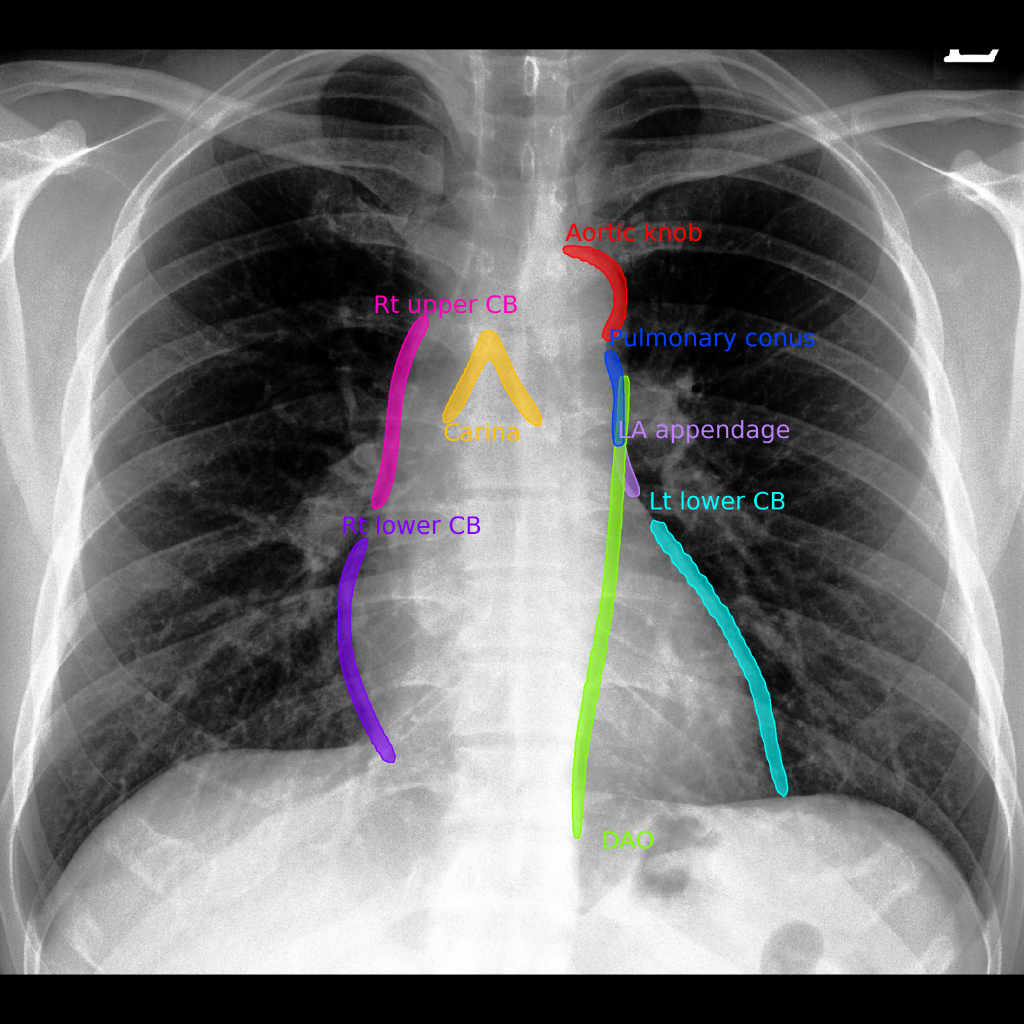 Aortic knob
Rt upper CB
Pulmonary conus
Carina
LA appendage
Lt lower CB
Rt lower CB
DAO